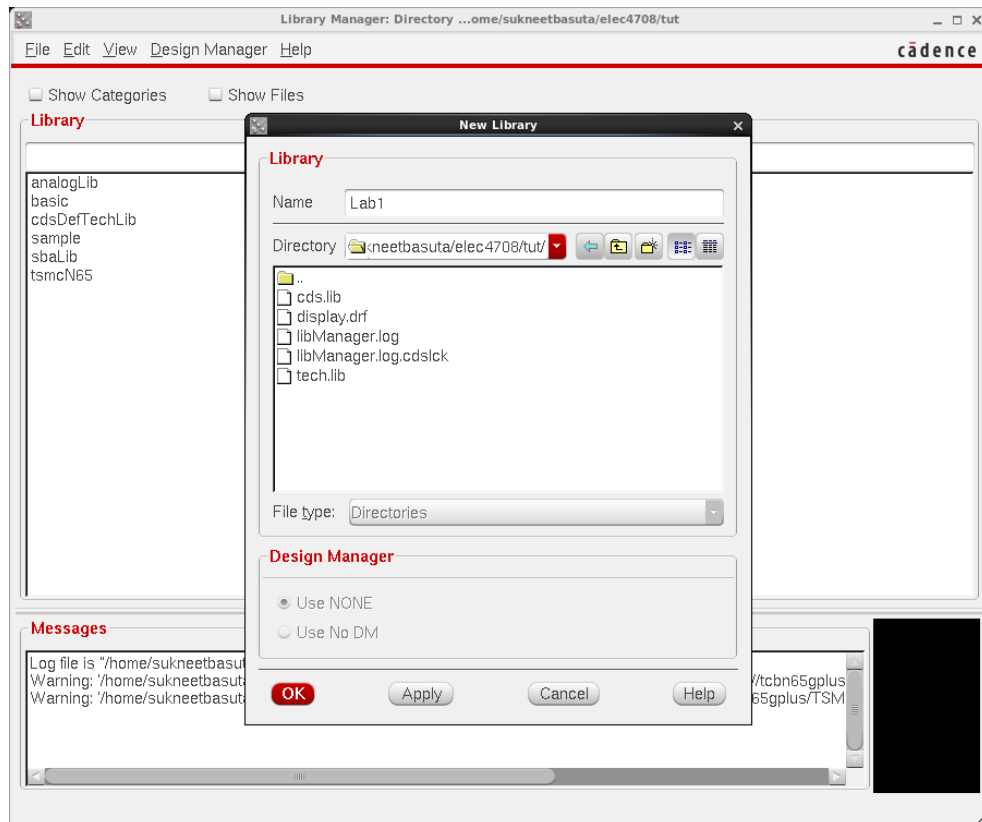 Library Manager: Directory ...ome/sukneetbasuta/elec4708/tut
File Edit View Design Manager Help
cādence
Show Categories Show Files
Library
analogLib
basic
cdsDefTechLib
sample
sbaLib
tsmcN65
New Library
Library
Name Lab1
Directory neetbasuta/elec4708/tut/
..
cds.lib
display.drf
libManager.log
libManager.log.cdslck
tech.lib
File type: Directories
Design Manager
Use NONE
Use No DM
OK Apply Cancel Help
Messages
Log file is "/home/sukneetbasut
Warning: '/home/sukneetbasuta //tcbn65gplus
Warning: '/home/sukneetbasuta 65gplus/TSM